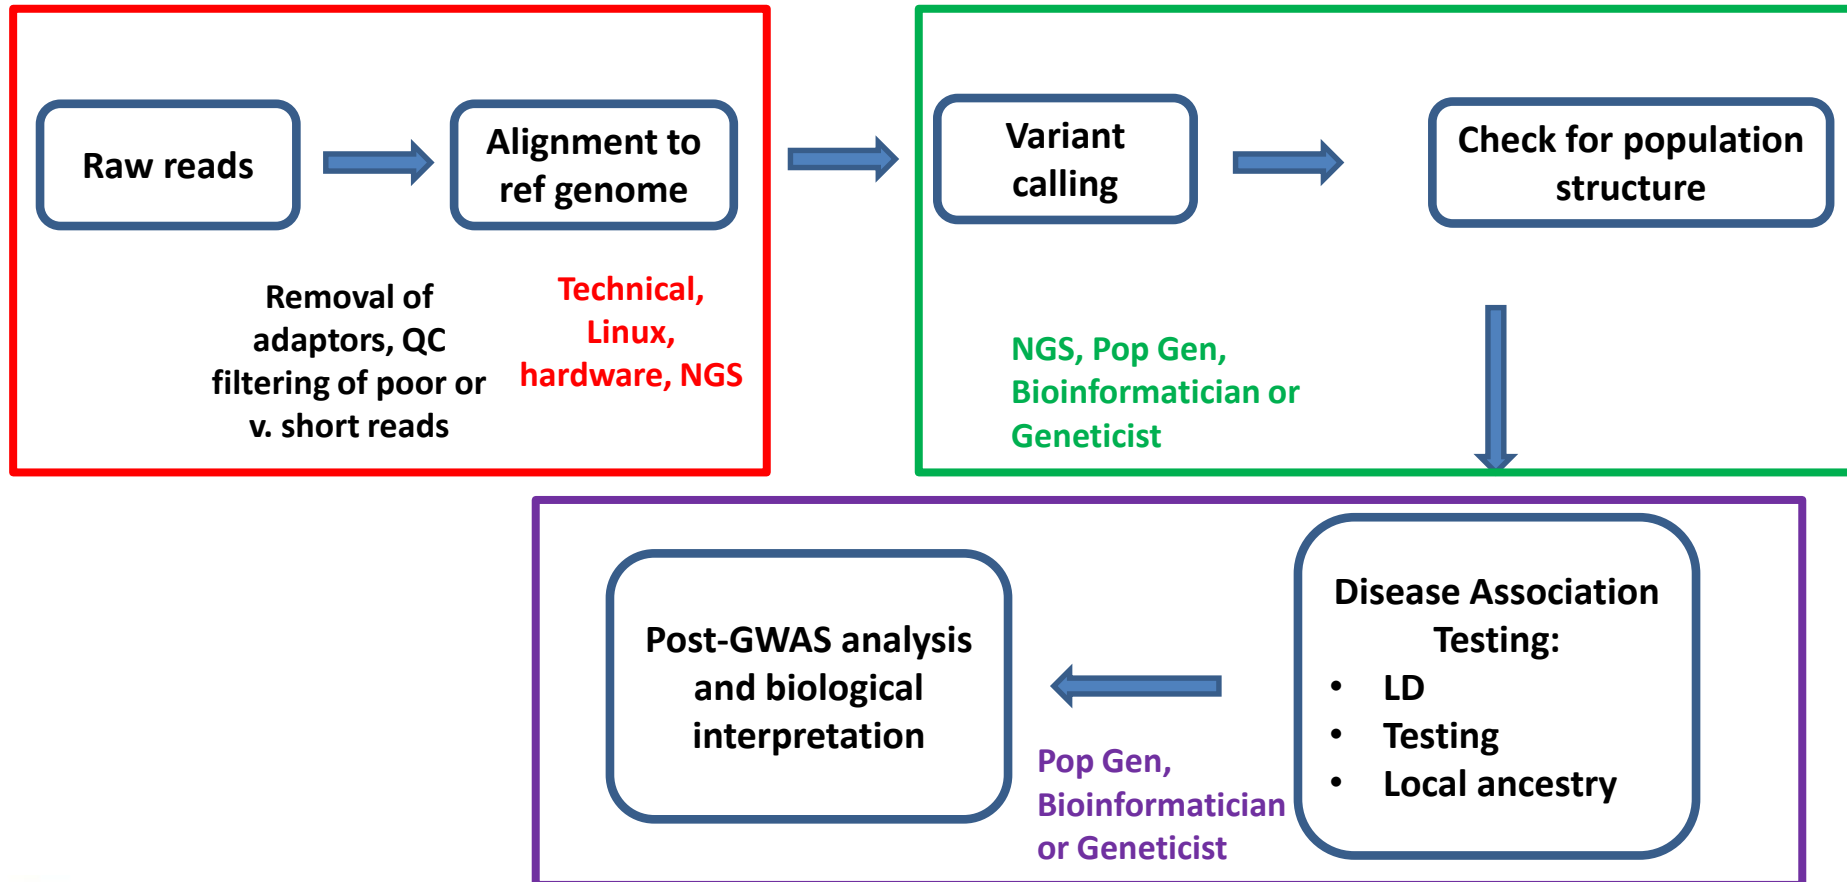 Raw reads
Alignment to
ref genome
Removal of
adaptors, QC
filtering of poor or
v. short reads
Technical,
Linux,
hardware, NGS
Variant
calling
Check for population
structure
NGS, Pop Gen,
Bioinformatician or
Geneticist
Disease Association
Testing:
• LD
• Testing
• Local ancestry
Post-GWAS analysis
and biological
interpretation
Pop Gen,
Bioinformatician
or Geneticist